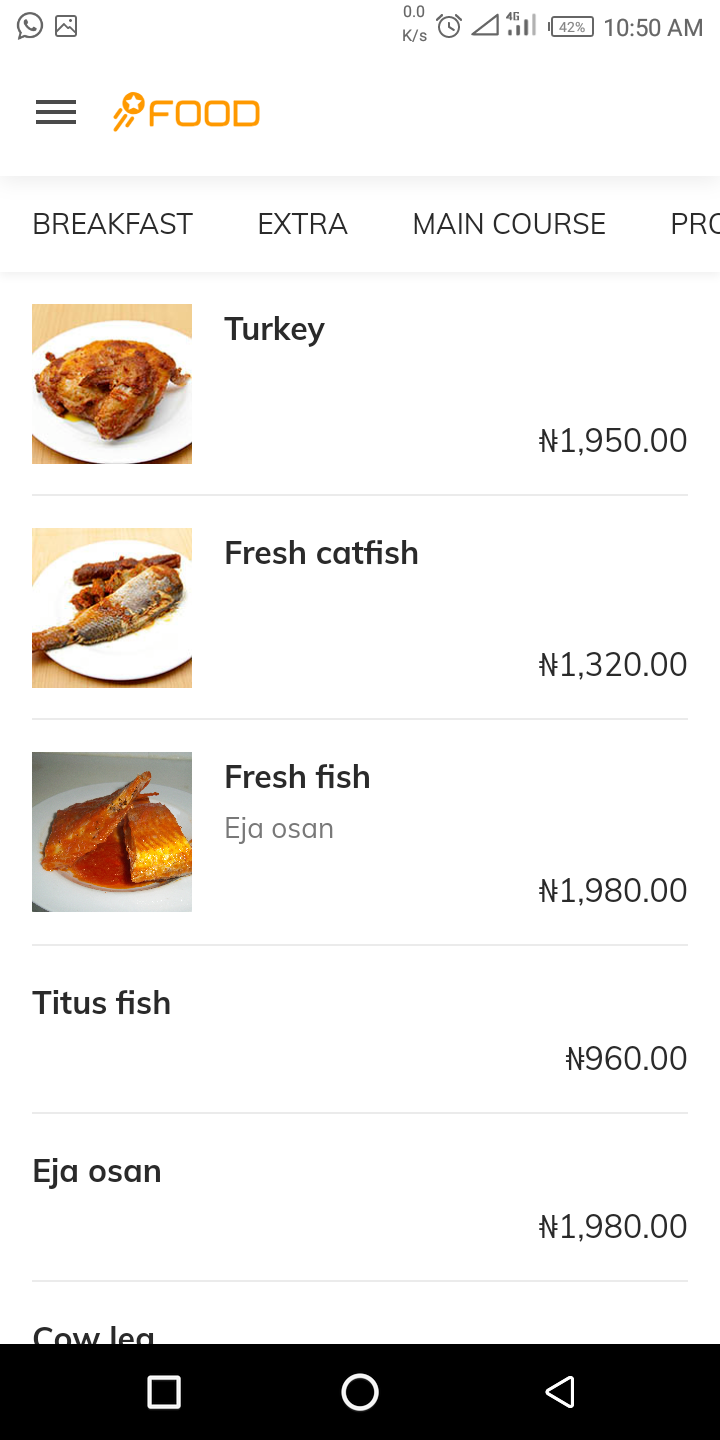 0.0
K/s
4G
42%
10:50 AM
FOOD
BREAKFAST EXTRA MAIN COURSE PRO
Turkey
₦1,950.00
Fresh catfish
₦1,320.00
Fresh fish
Eja osan
₦1,980.00
Titus fish
₦960.00
Eja osan
₦1,980.00
Cow leg